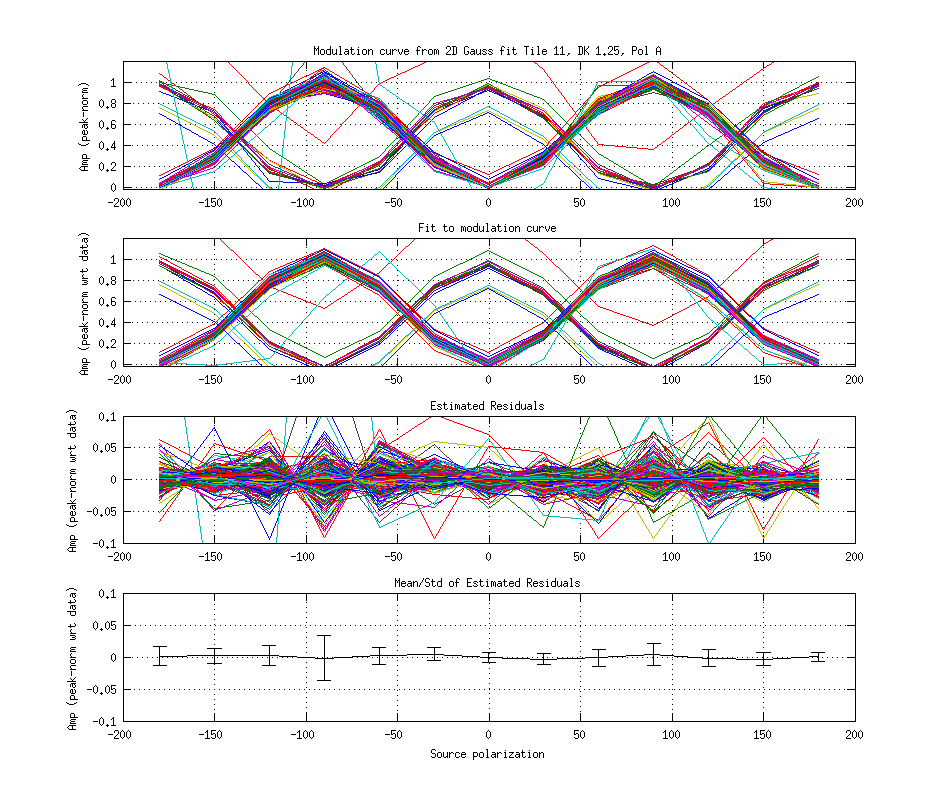 Modulation curve from 2D Gauss fit Tile 11, DK 1.25, Pol A
Amp (peak-norm)
1
0.8
0.6
0.4
0.2
0
-200 -150 -100 -50 0 50 100 150 200
Fit to modulation curve
Amp (peak-norm wrt data)
1
0.8
0.6
0.4
0.2
0
-200 -150 -100 -50 0 50 100 150 200
Estimated Residuals
Amp (peak-norm wrt data)
0.1
0.05
0
-0.05
-0.1
-200 -150 -100 -50 0 50 100 150 200
Mean/Std of Estimated Residuals
Amp (peak-norm wrt data)
0.1
0.05
0
-0.05
-0.1
-200 -150 -100 -50 0 50 100 150 200
Source polarization